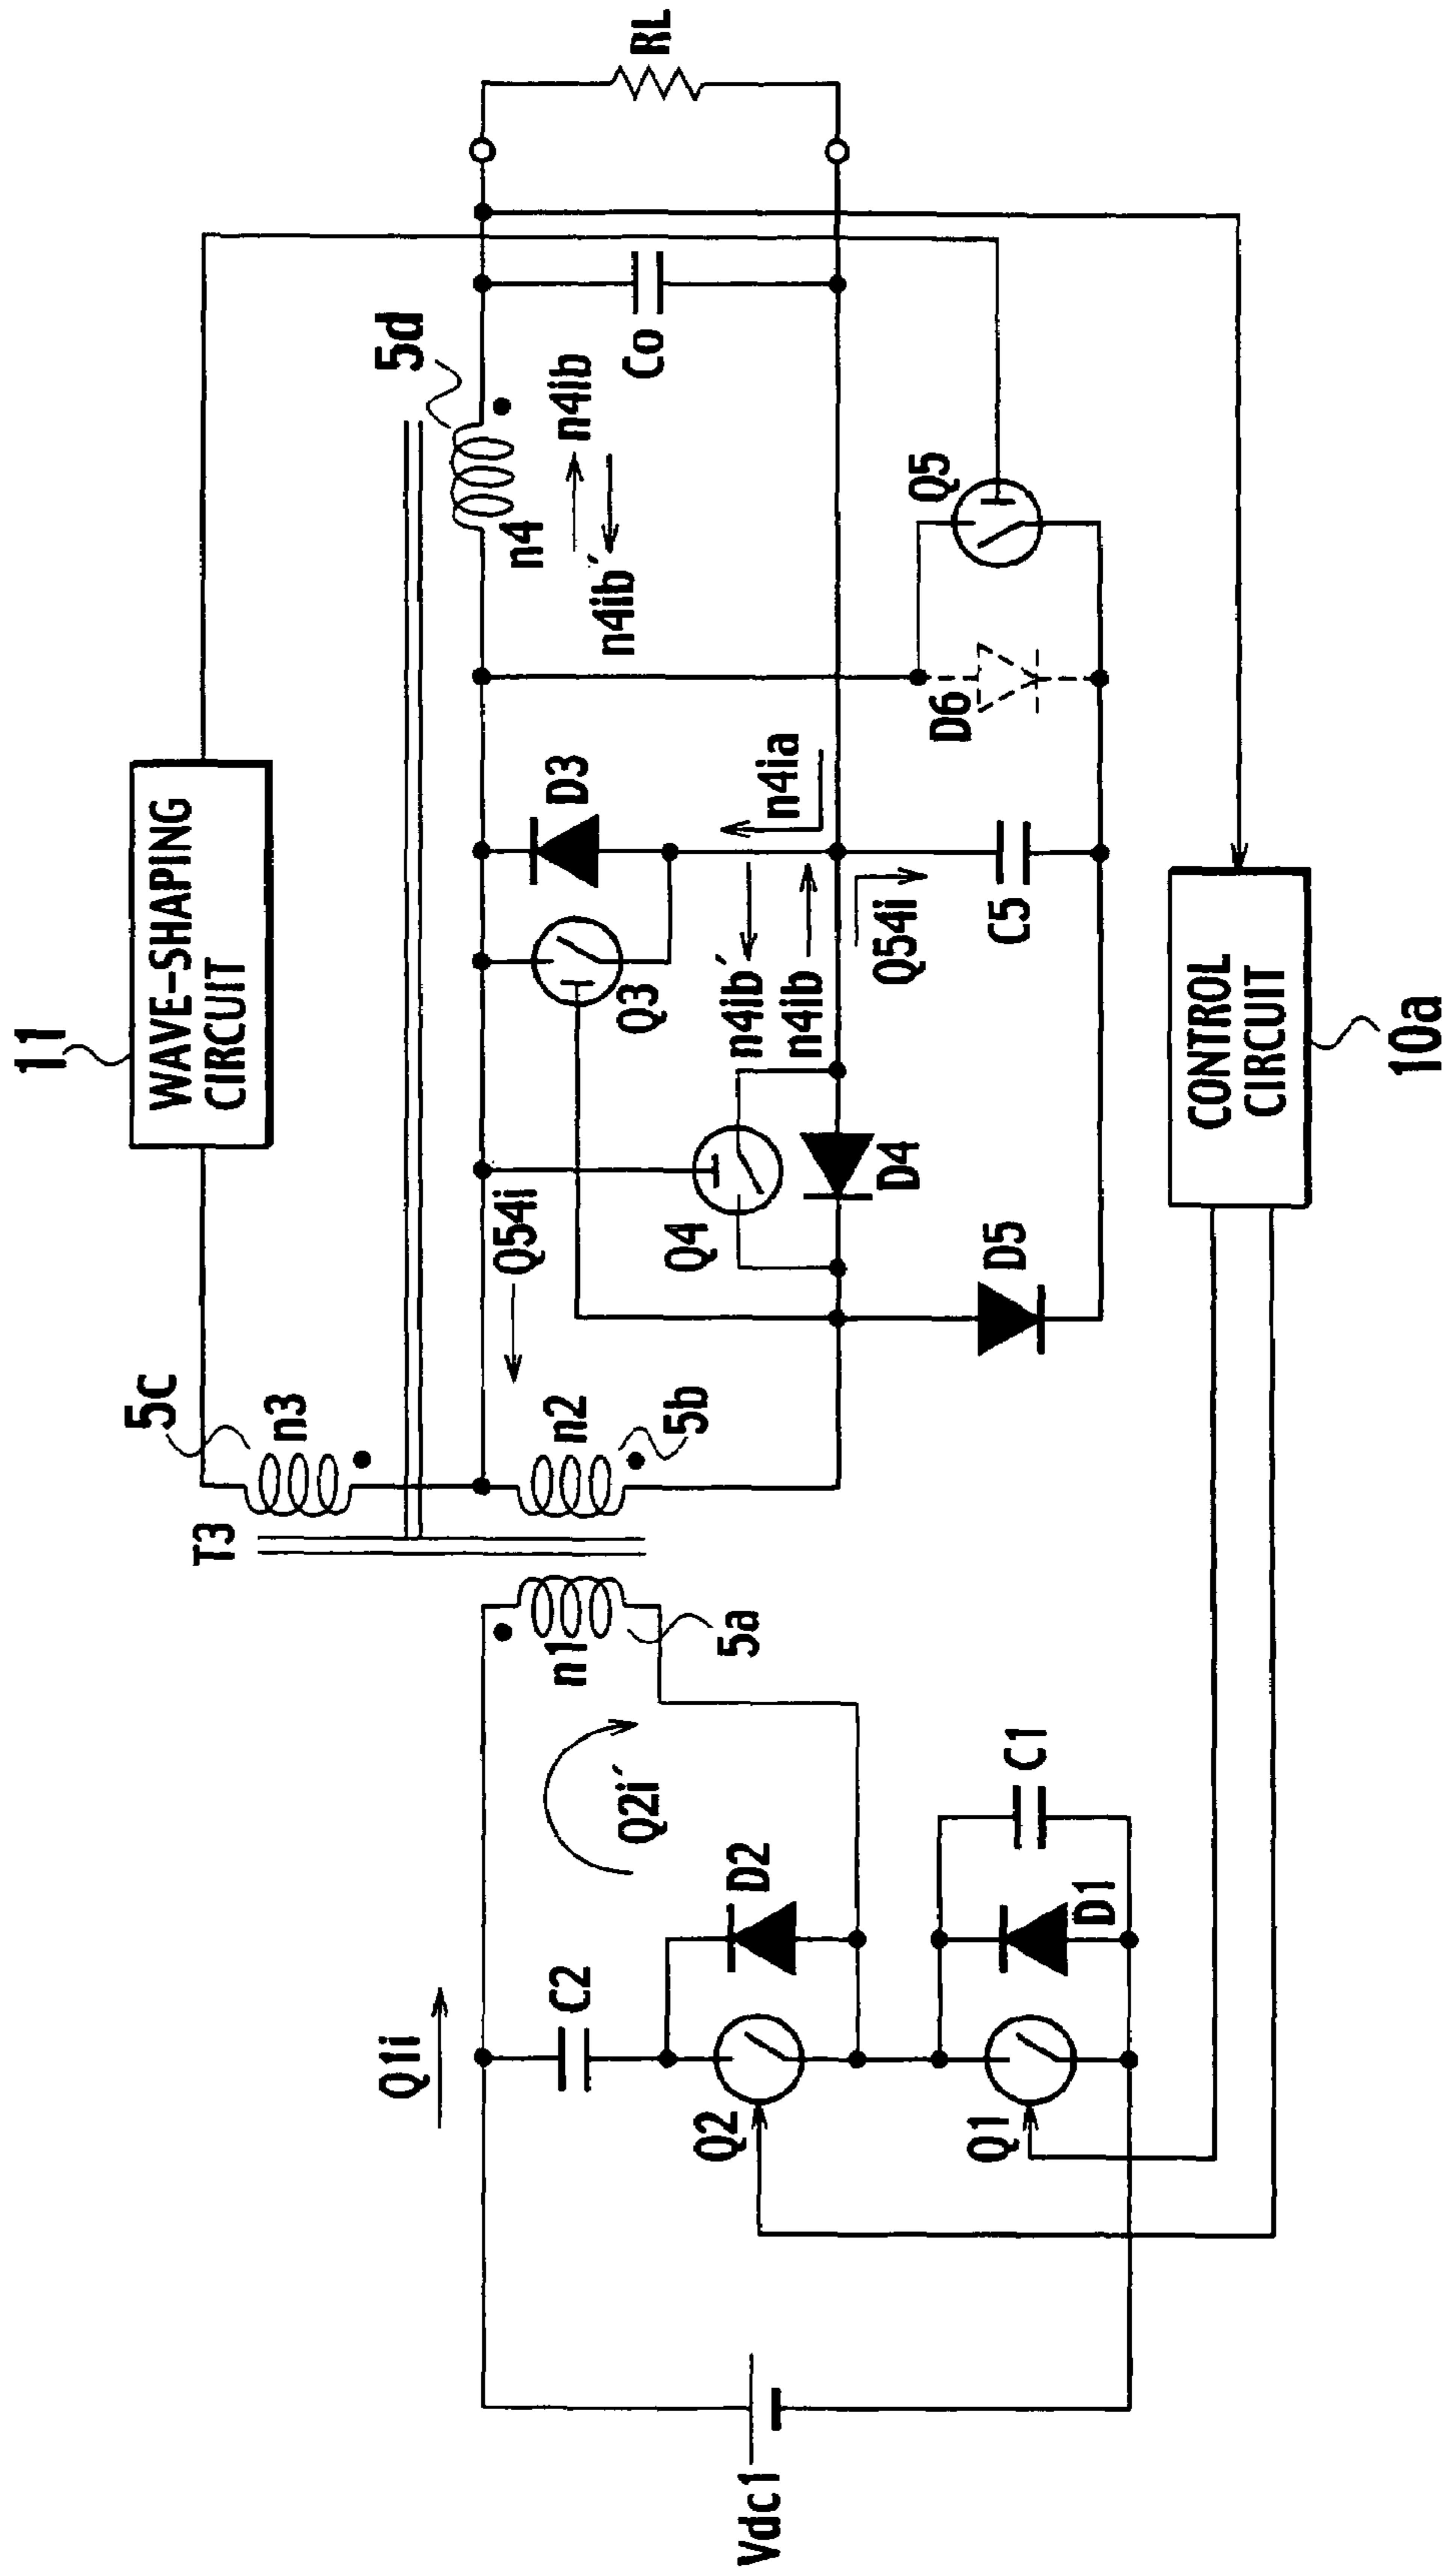 11
WAVE-SHAPING
CIRCUIT
5c
n3
T3
5d
n4
n4ib
n4ib′
Q54i
n2
5b
n1
5a
Q1i
C2
Q2i′
D2
Q2
C1
D1
Q1
Vdc1
D3
Q3
n4ia
n4ib′
n4ib
Q4
D4
Q54i
C5
D5
D6
Q5
Co
RL
CONTROL
CIRCUIT
10a